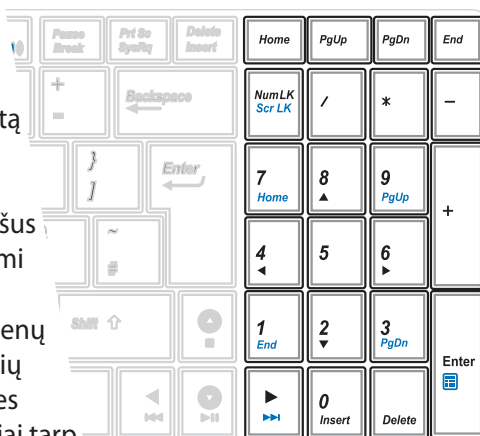 Pause Break
Prt Sc SysRq
Delete Insert
Home
PgUp
PgDn
End
+
=
Backspace
NumLK
Scr LK
/
*
-
tą
}
]
Enter
7
Home
8
9
PgUp
+
šus
mi
~
#
4
5
6
enų
ių
es
iai tarp
Shift
1
End
2
3
PgDn
Enter
0
Insert
Delete